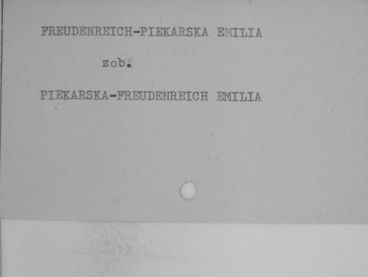 FREUDENREICH-PIEKARSKA EMILIA
zob.
PIEKARSKA-FREUDENREICH EMILIA